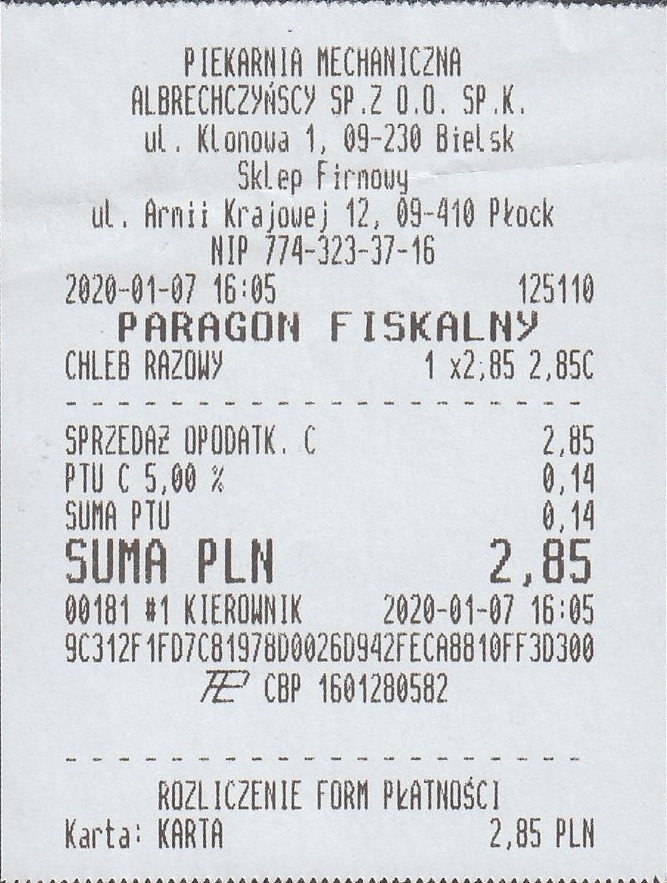 PIEKARNIA MECHANICZNA
ALBRECHCZYŃSCY SP.Z O.O. SP.K.
ul. Klonowa 1, 09-230 Bielsk
Sklep Firmowy
ul. Armii Krajowej 12, 09-410 Płock
NIP 774-323-37-16
2020-01-07 16:05 125110
PARAGON FISKALNY
CHLEB RAZOWY 1 x2,85 2,85C
- - - - - - - - - - - - - - - - - - - -
SPRZEDAŻ OPODATK. C 2,85
PTU C 5,00 % 0,14
SUMA PTU 0,14
SUMA PLN 2,85
00181 #1 KIEROWNIK 2020-01-07 16:05
9C312F1FD7C81978D0026D942FECA8810FF3D300
CBP 1601280582
- - - - - - - - - - - - - - - - - - - -
ROZLICZENIE FORM PŁATNOŚCI
Karta: KARTA 2,85 PLN